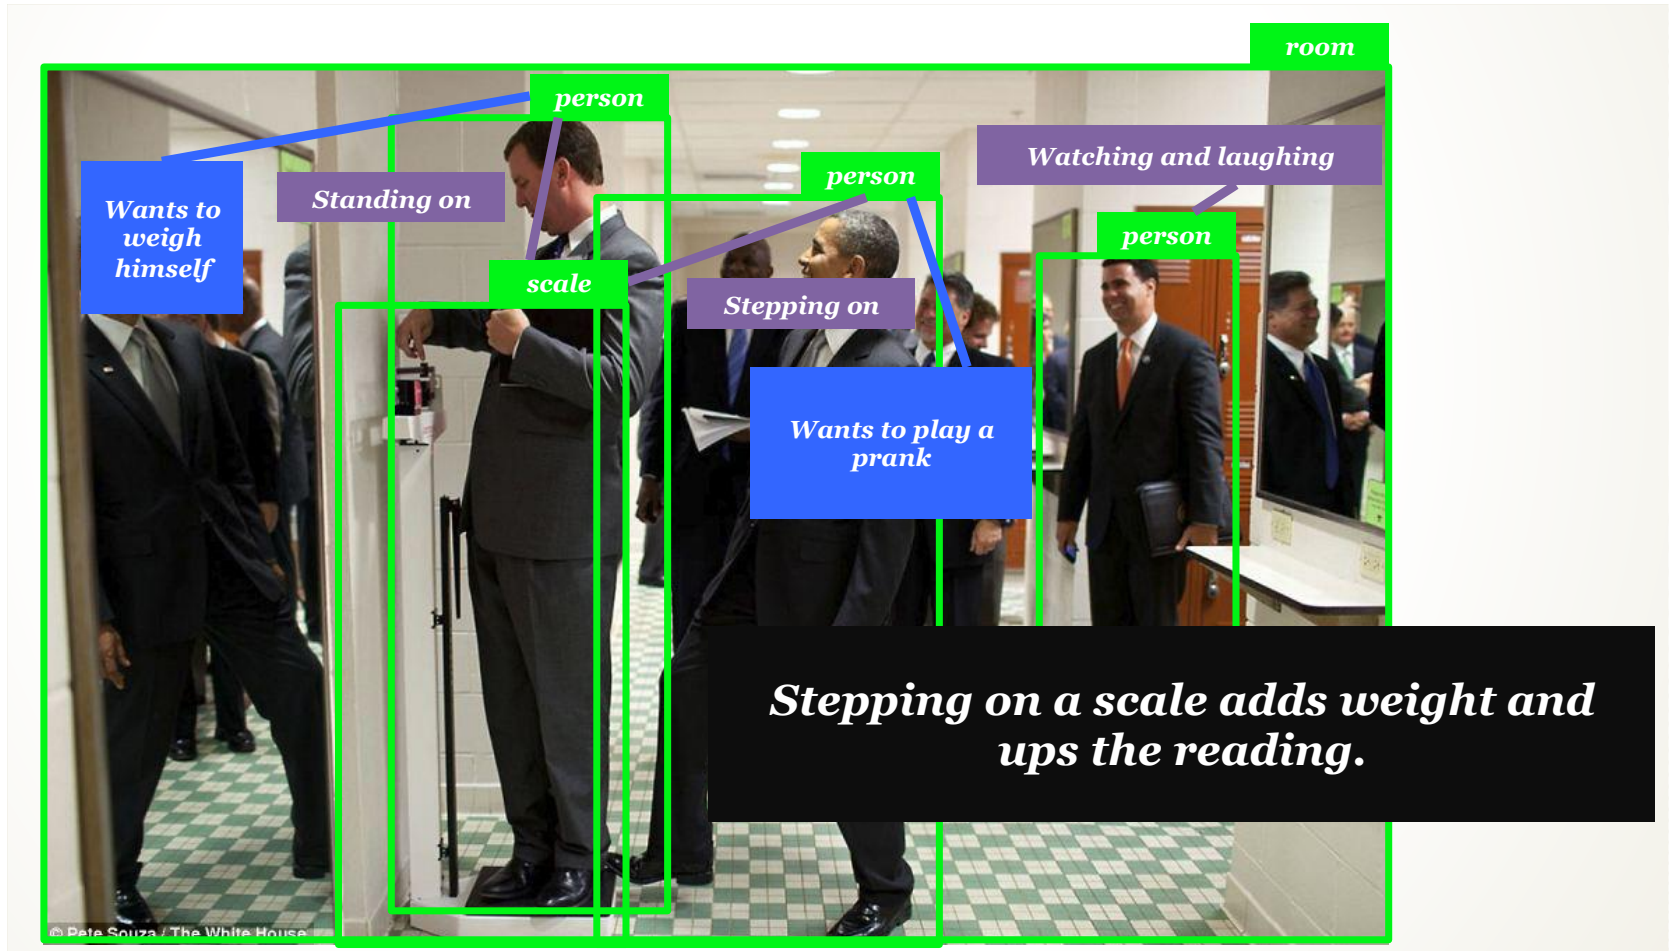 room
person
Watching and laughing
person
Standing on
Wants to
weigh
himself
person
scale
Stepping on
Wants to play a
prank
Stepping on a scale adds weight and
ups the reading.
© Pete Souza / The White House